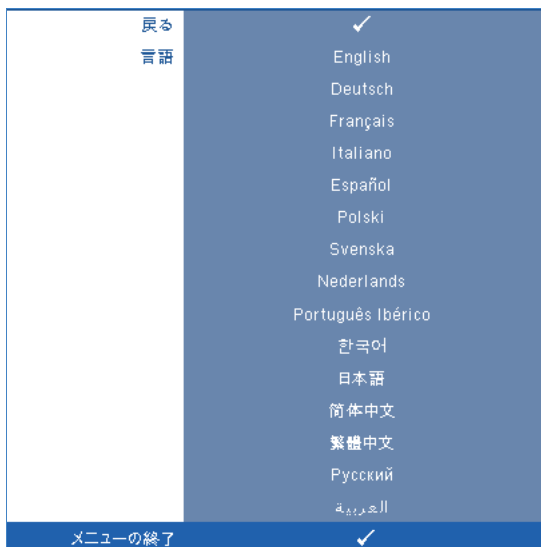 戻る ✓
言語 English
Deutsch
Français
Italiano
Español
Polski
Svenska
Nederlands
Português Ibérico
한국어
日本語
简体中文
繁體中文
Русский
العربية
メニューの終了 ✓